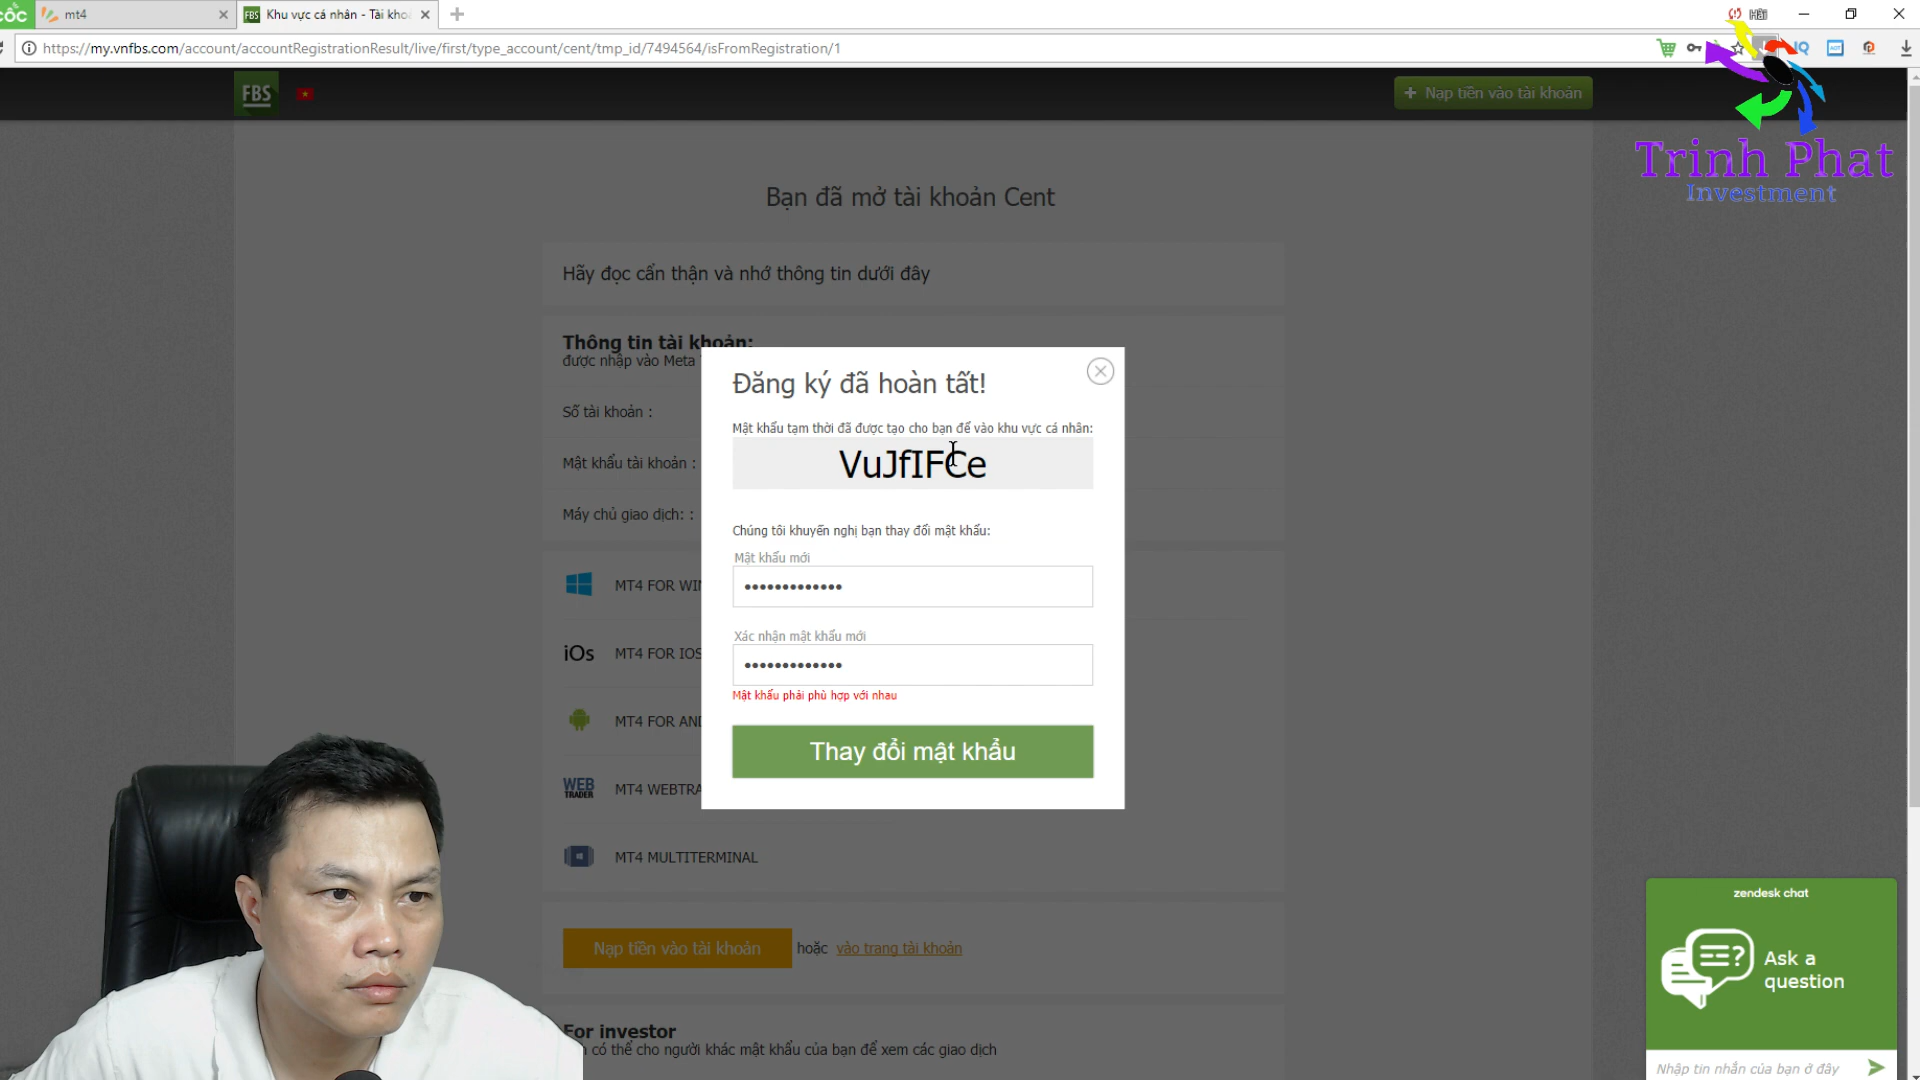 cốc
mt4
FBS Khu vực cá nhân - Tài kho
Hải
https://my.vnfbs.com/account/accountRegistrationResult/live/first/type_account/cent/tmp_id/7494564/isFromRegistration/1
FBS
+ Nạp tiền vào tài khoản
Trinh Phat
Investment
Bạn đã mở tài khoản Cent
Hãy đọc cẩn thận và nhớ thông tin dưới đây
Thông tin tài khoản:
được nhập vào Meta
Số tài khoản :
Mật khẩu tài khoản :
Máy chủ giao dịch: :
Đăng ký đã hoàn tất!
Mật khẩu tạm thời đã được tạo cho bạn để vào khu vực cá nhân:
VuJfIFCe
Chúng tôi khuyến nghị bạn thay đổi mật khẩu:
Mật khẩu mới
•••••••••••••
Xác nhận mật khẩu mới
•••••••••••••
Mật khẩu phải phù hợp với nhau
Thay đổi mật khẩu
MT4 FOR WIN
iOs MT4 FOR IOS
MT4 FOR AND
WEB TRADER MT4 WEBTRA
MT4 MULTITERMINAL
Nạp tiền vào tài khoản hoặc vào trang tài khoản
For investor
có thể cho người khác mật khẩu của bạn để xem các giao dịch
zendesk chat
Ask a
question
Nhập tin nhắn của bạn ở đây